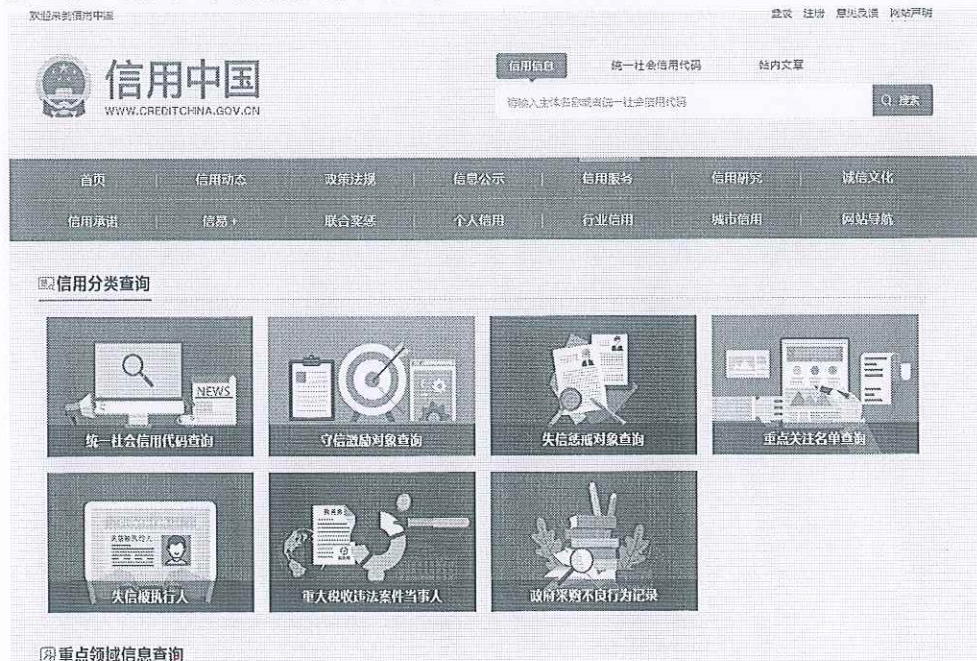 欢迎来到信用中国
登录 注册 意见反馈 网站声明
信用中国
WWW.CREDITCHINA.GOV.CN
信用信息 统一社会信用代码 站内文章
请输入主体名称或者统一社会信用代码
搜索
首页 信用动态 政策法规 信息公示 信用服务 信用研究 诚信文化
信用承诺 信易+ 联合奖惩 个人信用 行业信用 城市信用 网站导航
信用分类查询
NEWS
统一社会信用代码查询
守信激励对象查询
失信惩戒对象查询
重点关注名单查询
失信被执行人
失信被执行人
重大税收违法案件当事人
政府采购不良行为记录
重点领域信息查询